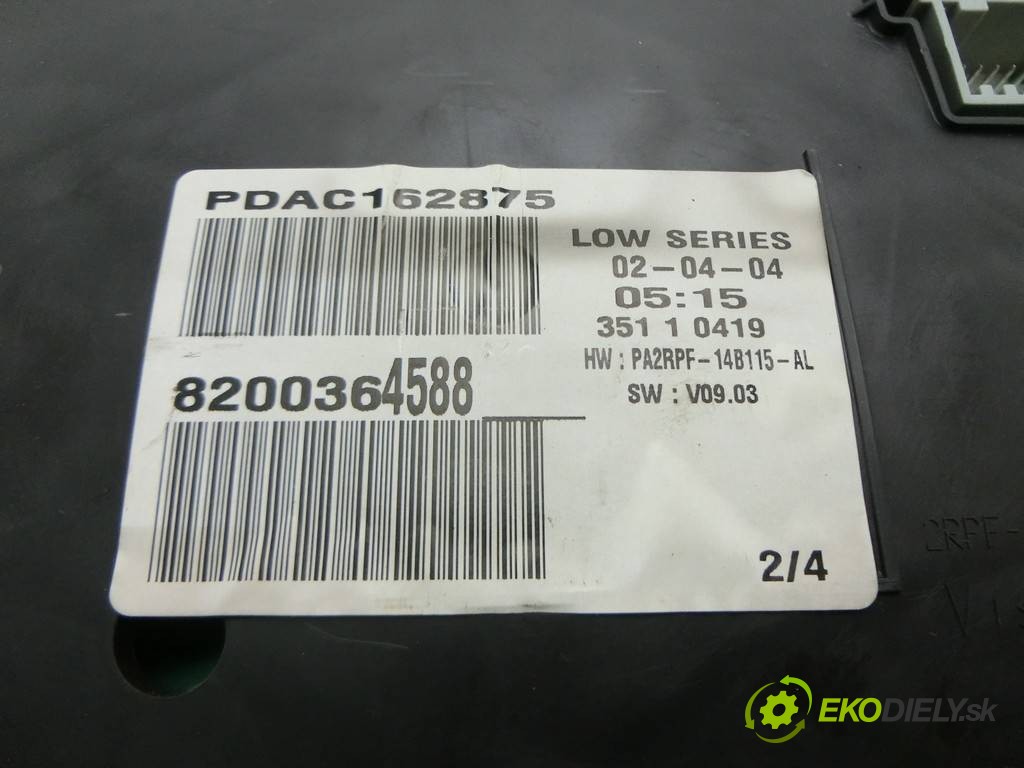 PDAC162875
LOW SERIES
02-04-04
05:15
351 1 0419
HW : PA2RPF-14B115-AL
SW : V09.03
8200364588
2/4
2RPF-
EKODIELY.sk